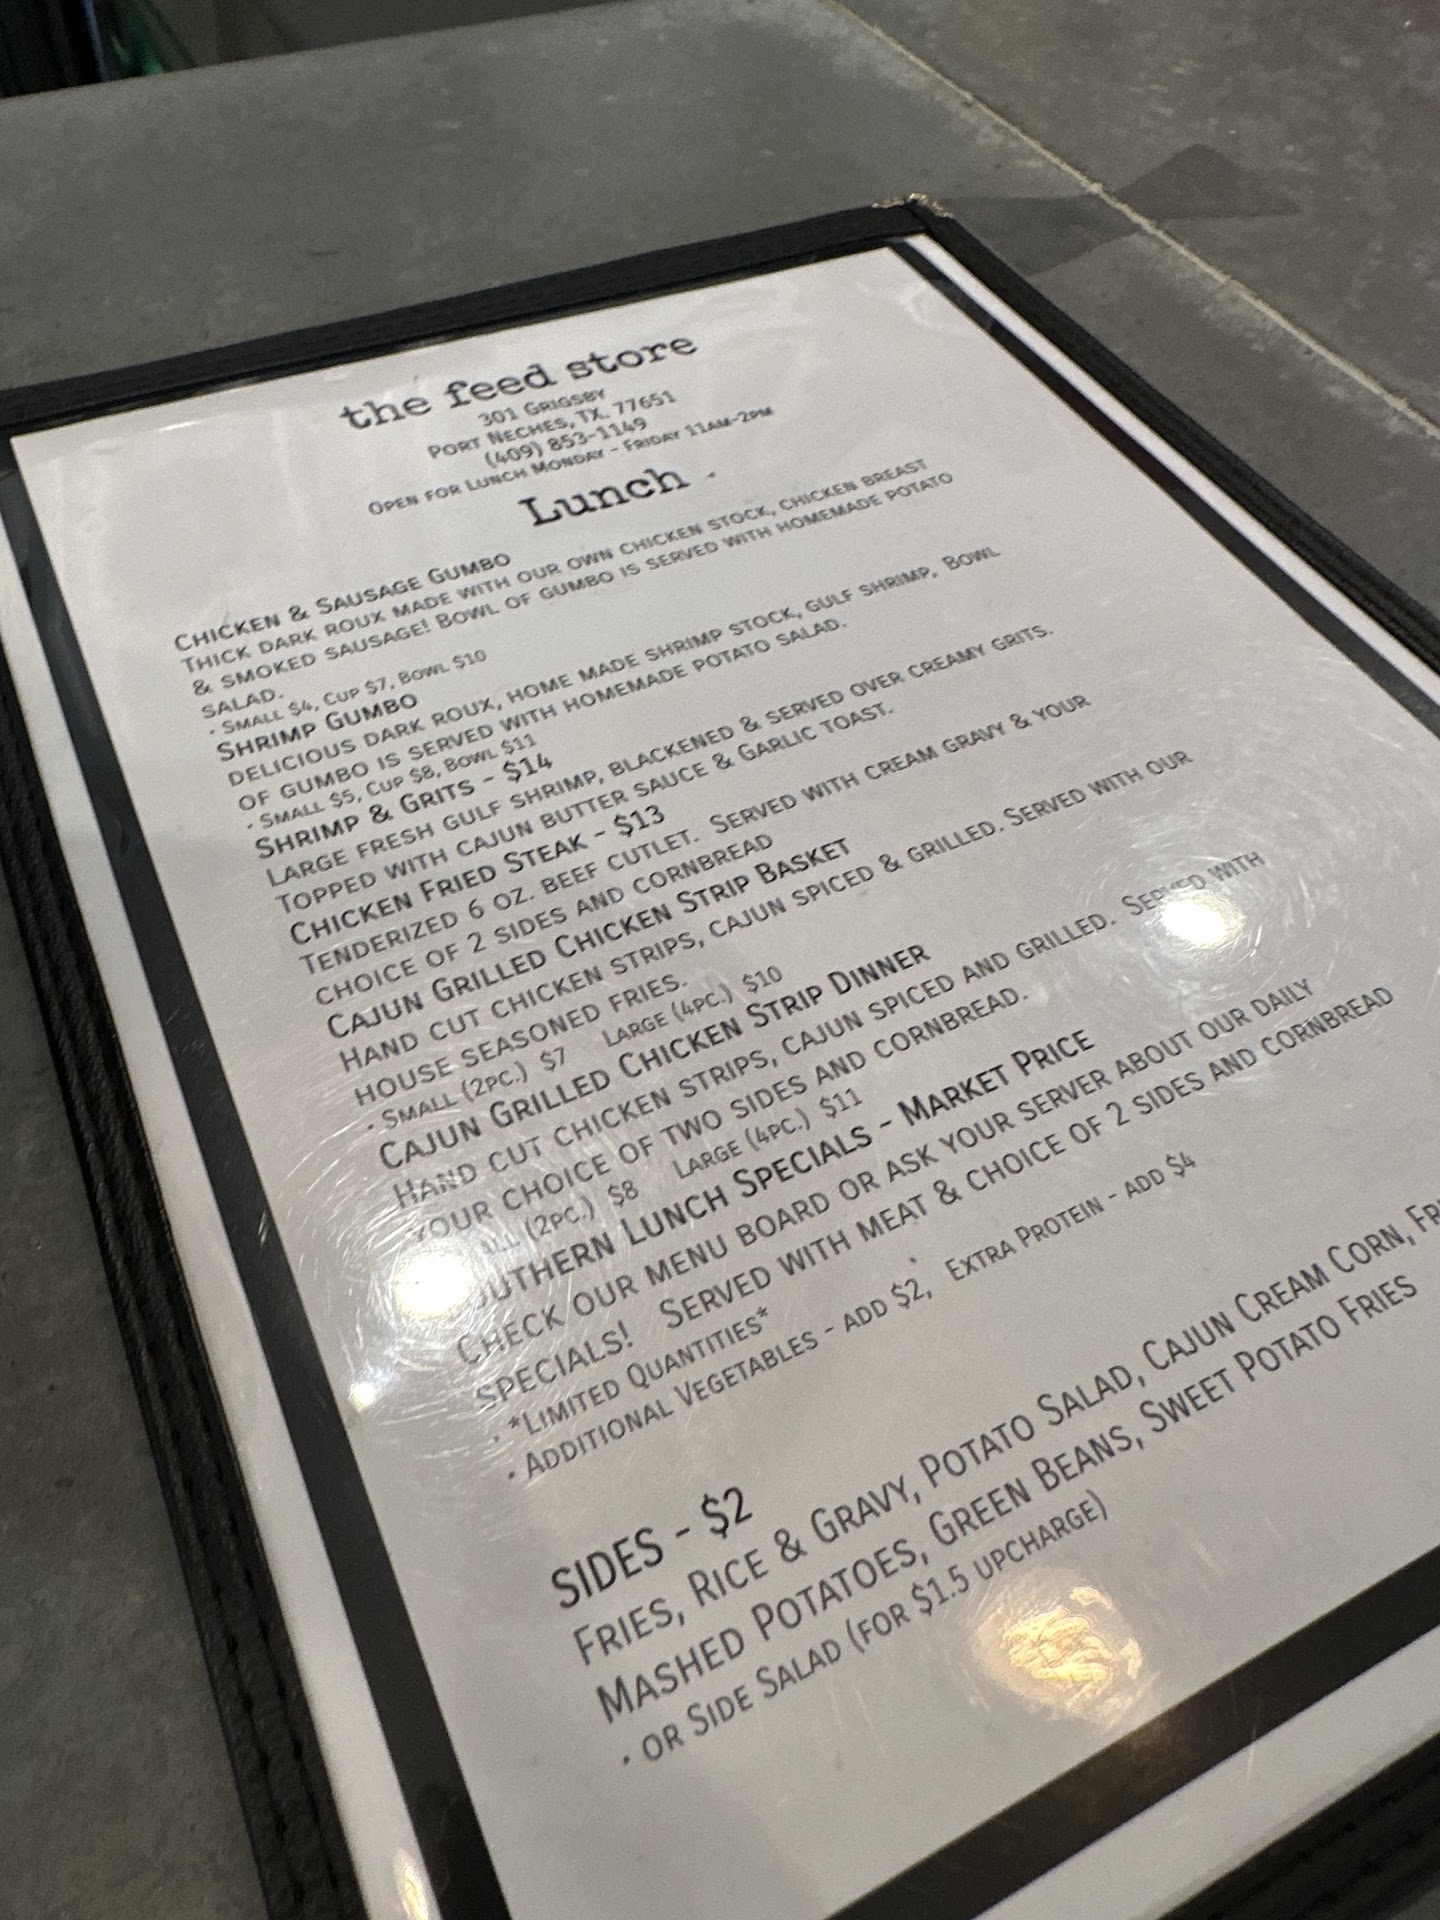 the feed store
301 Grigsby
Port Neches, TX. 77651
(409) 853-1149
Open for Lunch Monday - Friday 11am-2pm
Lunch
Chicken & Sausage Gumbo
Thick dark roux made with our own chicken stock, chicken breast
& smoked sausage! Bowl of gumbo is served with homemade potato
salad.
· Small $4, Cup $7, Bowl $10
Shrimp Gumbo
Delicious dark roux, home made shrimp stock, gulf shrimp, Bowl
of gumbo is served with homemade potato salad.
· Small $5, Cup $8, Bowl $11
Shrimp & Grits - $14
Large fresh gulf shrimp, blackened & served over creamy grits.
Topped with cajun butter sauce & Garlic toast.
Chicken Fried Steak - $13
Tenderized 6 oz. beef cutlet. Served with cream gravy & your
choice of 2 sides and cornbread
Cajun Grilled Chicken Strip Basket
Hand cut chicken strips, cajun spiced & grilled. Served with our
house seasoned fries.
· Small (2pc.) $7 Large (4pc.) $10
Cajun Grilled Chicken Strip Dinner
Hand cut chicken strips, cajun spiced and grilled. Served with
your choice of two sides and cornbread.
(2pc.) $8 Large (4pc.) $11
Southern Lunch Specials - Market Price
Check our menu board or ask your server about our daily
specials! Served with meat & choice of 2 sides and cornbread
· *Limited Quantities*
· Additional Vegetables - add $2, Extra Protein - add $4
SIDES - $2
Fries, Rice & Gravy, Potato Salad, Cajun Cream Corn,
Mashed Potatoes, Green Beans, Sweet Potato Fries
· or Side Salad (for $1.5 upcharge)